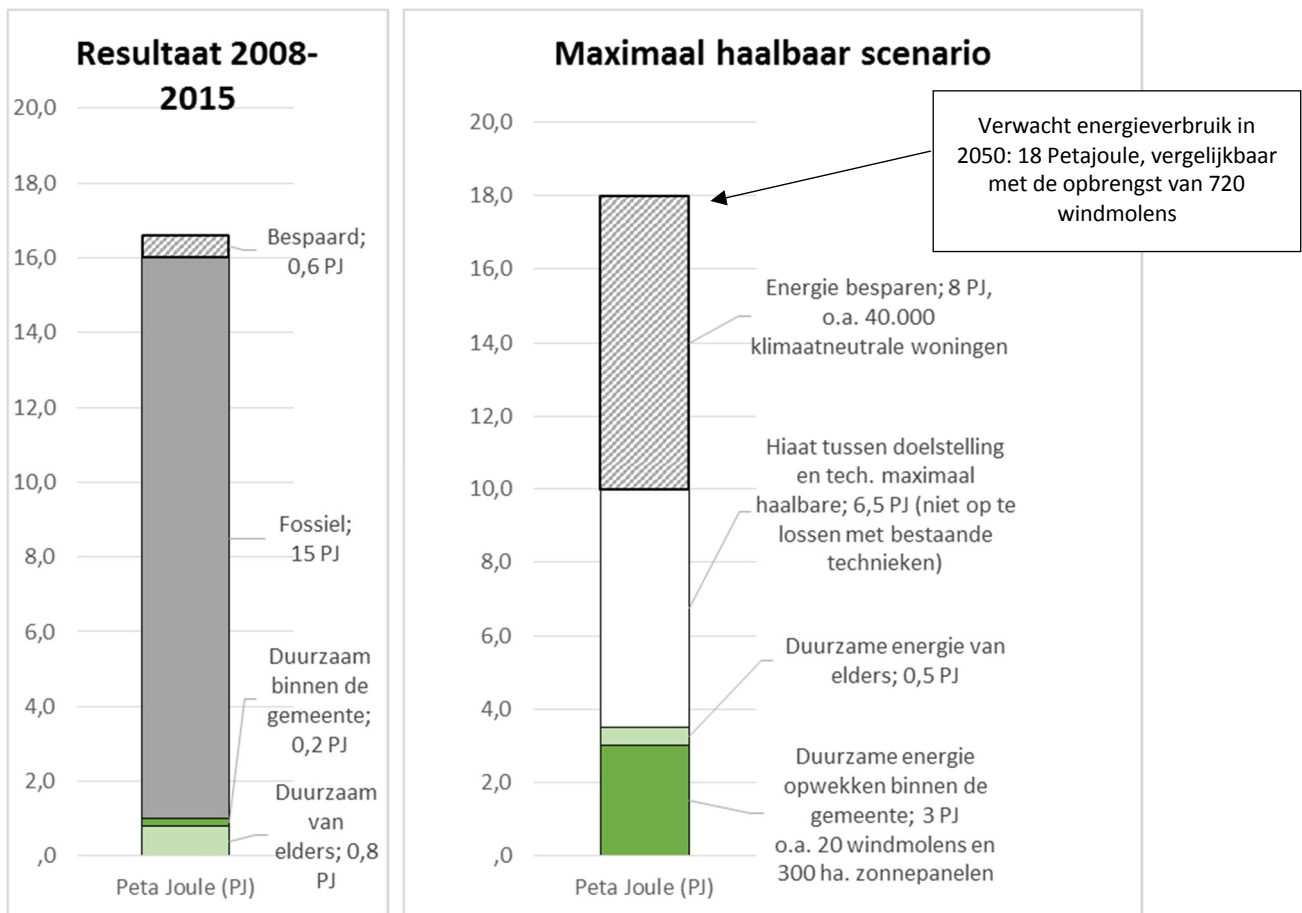 Resultaat 2008-
2015
20,0
18,0
16,0
14,0
12,0
10,0
8,0
6,0
4,0
2,0
,0
Bespaard;
0,6 PJ
Fossiel;
15 PJ
Duurzaam
binnen de
gemeente;
0,2 PJ
Duurzaam
van
elders; 0,8
PJ
Peta Joule (PJ)
Maximaal haalbaar scenario
20,0
18,0
16,0
14,0
12,0
10,0
8,0
6,0
4,0
2,0
,0
Verwacht energieverbruik in
2050: 18 Petajoule, vergelijkbaar
met de opbrengst van 720
windmolens
Energie besparen; 8 PJ,
o.a. 40.000
klimaatneutrale woningen
Hiaat tussen doelstelling
en tech. maximaal
haalbare; 6,5 PJ (niet op te
lossen met bestaande
technieken)
Duurzame energie van
elders; 0,5 PJ
Duurzame energie
opwekken binnen de
gemeente; 3 PJ
o.a. 20 windmolens en
300 ha. zonnepanelen
Peta Joule (PJ)